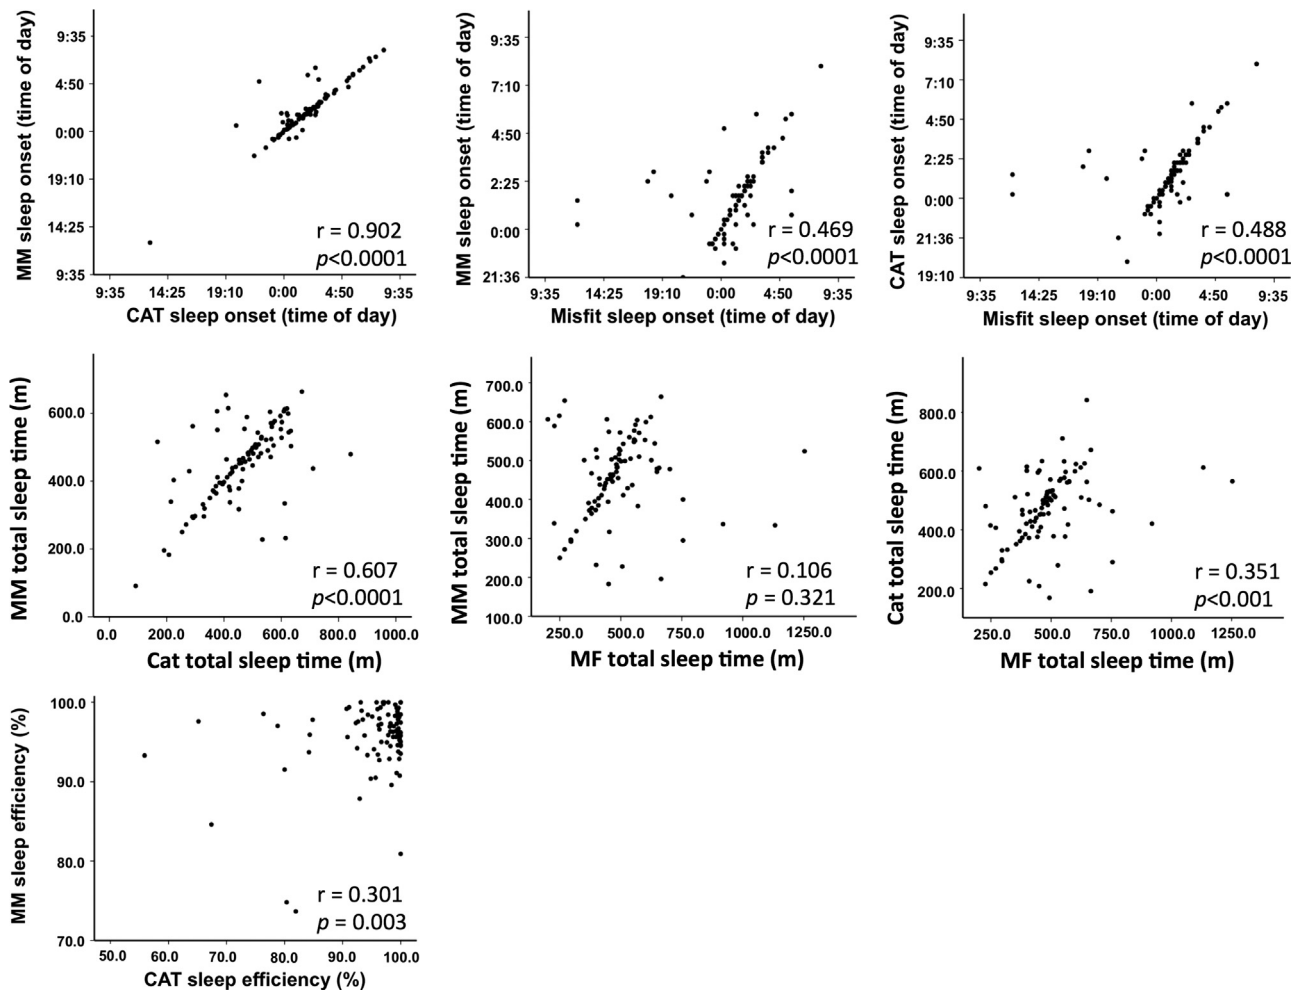 MM sleep onset (time of day)
9:35
4:50
0:00
19:10
14:25
9:35
r = 0.902
p<0.0001
9:35 14:25 19:10 0:00 4:50 9:35
CAT sleep onset (time of day)
MM sleep onset (time of day)
9:35
7:10
4:50
2:25
0:00
21:36
r = 0.469
p<0.0001
9:35 14:25 19:10 0:00 4:50 9:35
Misfit sleep onset (time of day)
CAT sleep onset (time of day)
9:35
7:10
4:50
2:25
0:00
21:36
19:10
r = 0.488
p<0.0001
9:35 14:25 19:10 0:00 4:50 9:35
Misfit sleep onset (time of day)
MM total sleep time (m)
600.0
400.0
200.0
0.0
r = 0.607
p<0.0001
0.0 200.0 400.0 600.0 800.0 1000.0
Cat total sleep time (m)
MM total sleep time (m)
700.0
600.0
500.0
400.0
300.0
200.0
100.0
r = 0.106
p = 0.321
250.0 500.0 750.0 1000.0 1250.0
MF total sleep time (m)
Cat total sleep time (m)
800.0
600.0
400.0
200.0
r = 0.351
p<0.001
250.0 500.0 750.0 1000.0 1250.0
MF total sleep time (m)
MM sleep efficiency (%)
100.0
90.0
80.0
70.0
r = 0.301
p = 0.003
50.0 60.0 70.0 80.0 90.0 100.0
CAT sleep efficiency (%)